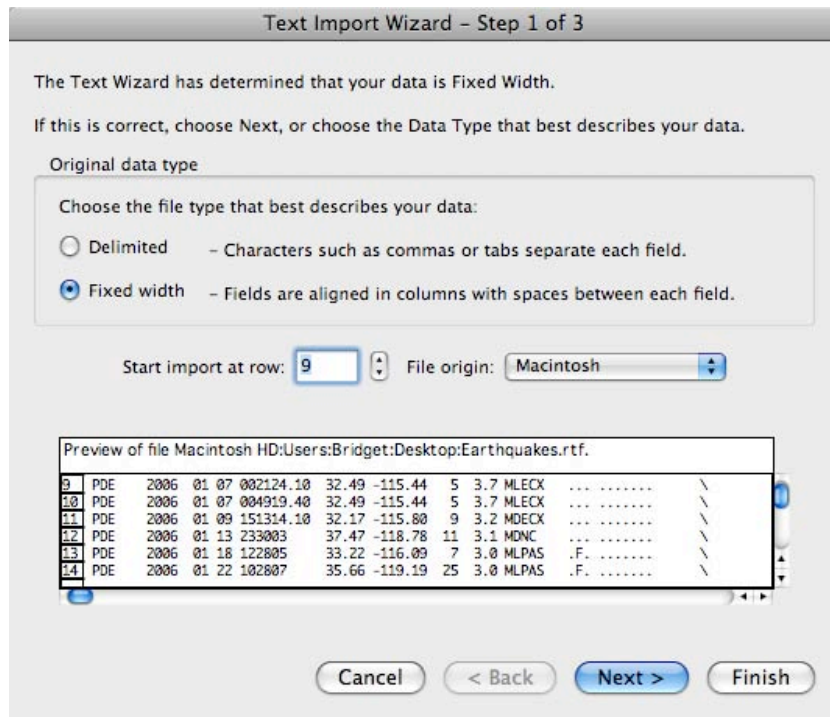 Text Import Wizard – Step 1 of 3
The Text Wizard has determined that your data is Fixed Width.
If this is correct, choose Next, or choose the Data Type that best describes your data.
Original data type
Choose the file type that best describes your data:
Delimited – Characters such as commas or tabs separate each field.
Fixed width – Fields are aligned in columns with spaces between each field.
Start import at row: 9 File origin: Macintosh
Preview of file Macintosh HD:Users:Bridget:Desktop:Earthquakes.rtf.
9 PDE 2006 01 07 002124.10 32.49 -115.44 5 3.7 MLECX ... ....... \
10 PDE 2006 01 07 004919.40 32.49 -115.44 5 3.7 MLECX ... ....... \
11 PDE 2006 01 09 151314.10 32.17 -115.80 9 3.2 MDECX ... ....... \
12 PDE 2006 01 13 233003 37.47 -118.78 11 3.1 MDNC ... ....... \
13 PDE 2006 01 18 122805 33.22 -116.09 7 3.0 MLPAS .F. ....... \
14 PDE 2006 01 22 102807 35.66 -119.19 25 3.0 MLPAS .F. ....... \
Cancel < Back Next > Finish